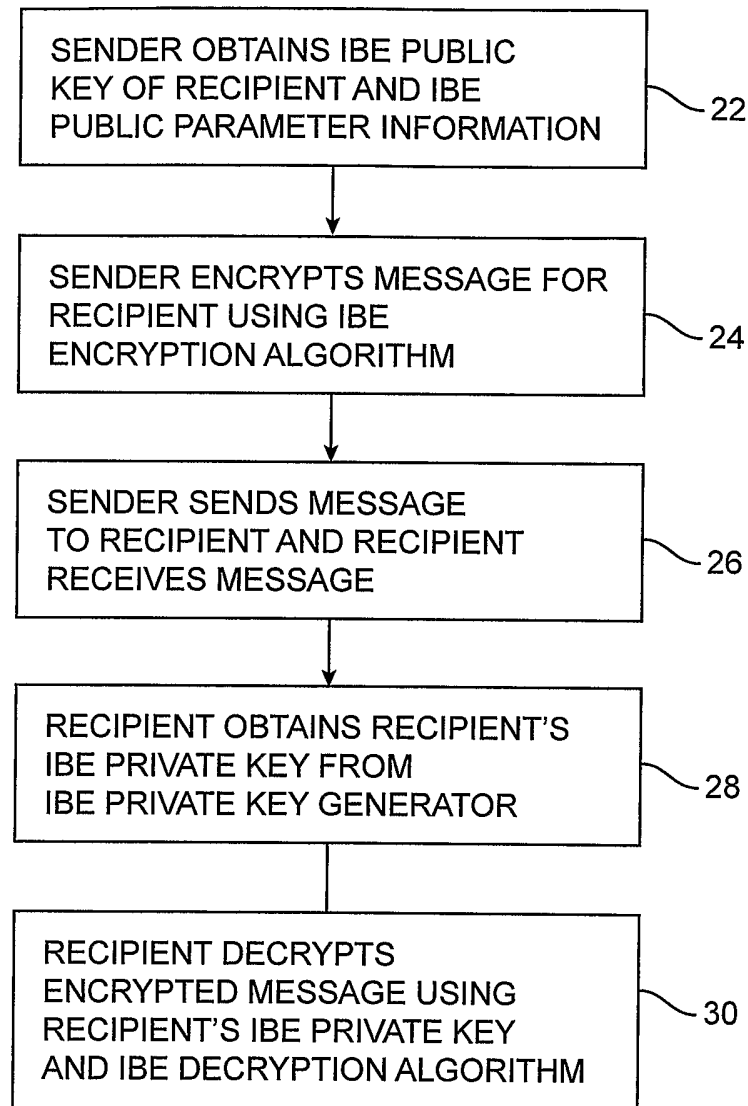 SENDER OBTAINS IBE PUBLIC
KEY OF RECIPIENT AND IBE
PUBLIC PARAMETER INFORMATION
22
SENDER ENCRYPTS MESSAGE FOR
RECIPIENT USING IBE
ENCRYPTION ALGORITHM
24
SENDER SENDS MESSAGE
TO RECIPIENT AND RECIPIENT
RECEIVES MESSAGE
26
RECIPIENT OBTAINS RECIPIENT'S
IBE PRIVATE KEY FROM
IBE PRIVATE KEY GENERATOR
28
RECIPIENT DECRYPTS
ENCRYPTED MESSAGE USING
RECIPIENT'S IBE PRIVATE KEY
AND IBE DECRYPTION ALGORITHM
30